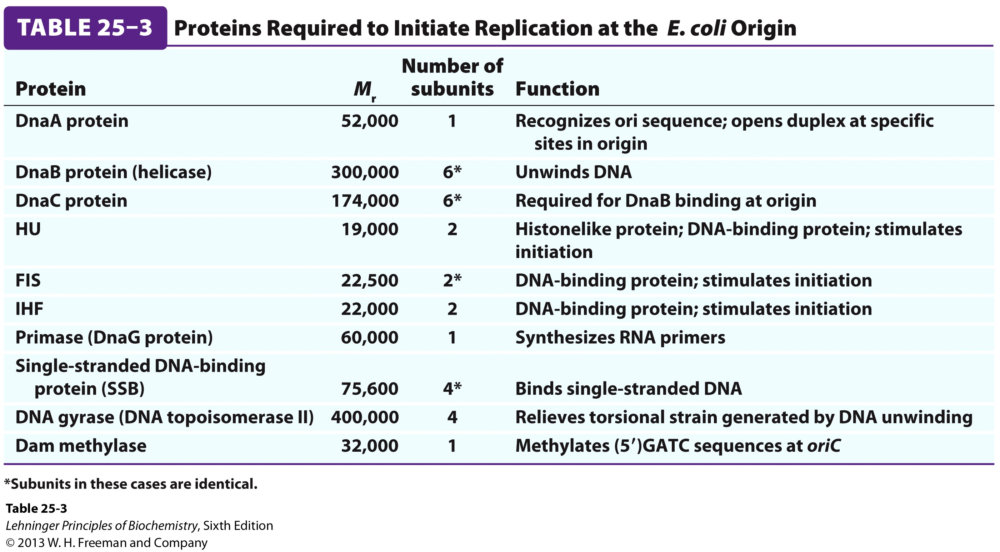 TABLE 25–3 Proteins Required to Initiate Replication at the E. coli Origin
Number of
Protein Mr subunits Function
DnaA protein 52,000 1 Recognizes ori sequence; opens duplex at specific
sites in origin
DnaB protein (helicase) 300,000 6* Unwinds DNA
DnaC protein 174,000 6* Required for DnaB binding at origin
HU 19,000 2 Histonelike protein; DNA-binding protein; stimulates
initiation
FIS 22,500 2* DNA-binding protein; stimulates initiation
IHF 22,000 2 DNA-binding protein; stimulates initiation
Primase (DnaG protein) 60,000 1 Synthesizes RNA primers
Single-stranded DNA-binding
protein (SSB) 75,600 4* Binds single-stranded DNA
DNA gyrase (DNA topoisomerase II) 400,000 4 Relieves torsional strain generated by DNA unwinding
Dam methylase 32,000 1 Methylates (5′)GATC sequences at oriC
*Subunits in these cases are identical.
Table 25-3
Lehninger Principles of Biochemistry, Sixth Edition
© 2013 W. H. Freeman and Company